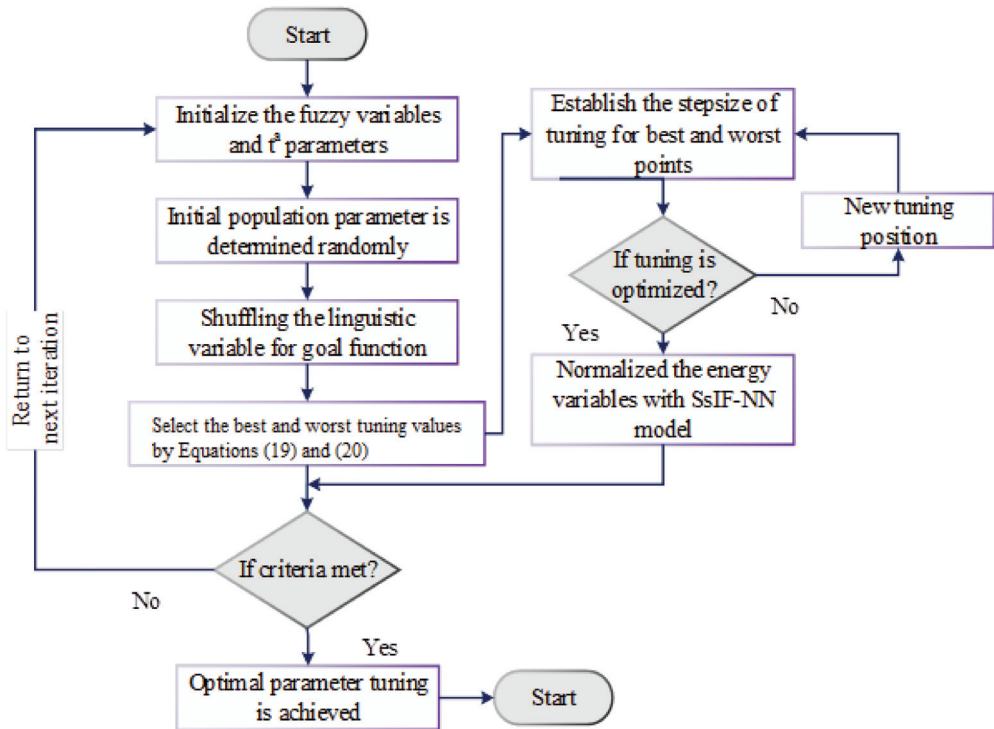 Start
Initialize the fuzzy variables
and tª parameters
Initial population parameter is
determined randomly
Shuffling the linguistic
variable for goal function
Select the best and worst tuning values
by Equations (19) and (20)
If criteria met?
No
Return to
next iteration
Yes
Optimal parameter tuning
is achieved
Start
Establish the stepsize of
tuning for best and worst
points
If tuning is
optimized?
No
New tuning
position
Yes
Normalized the energy
variables with SsIF-NN
model